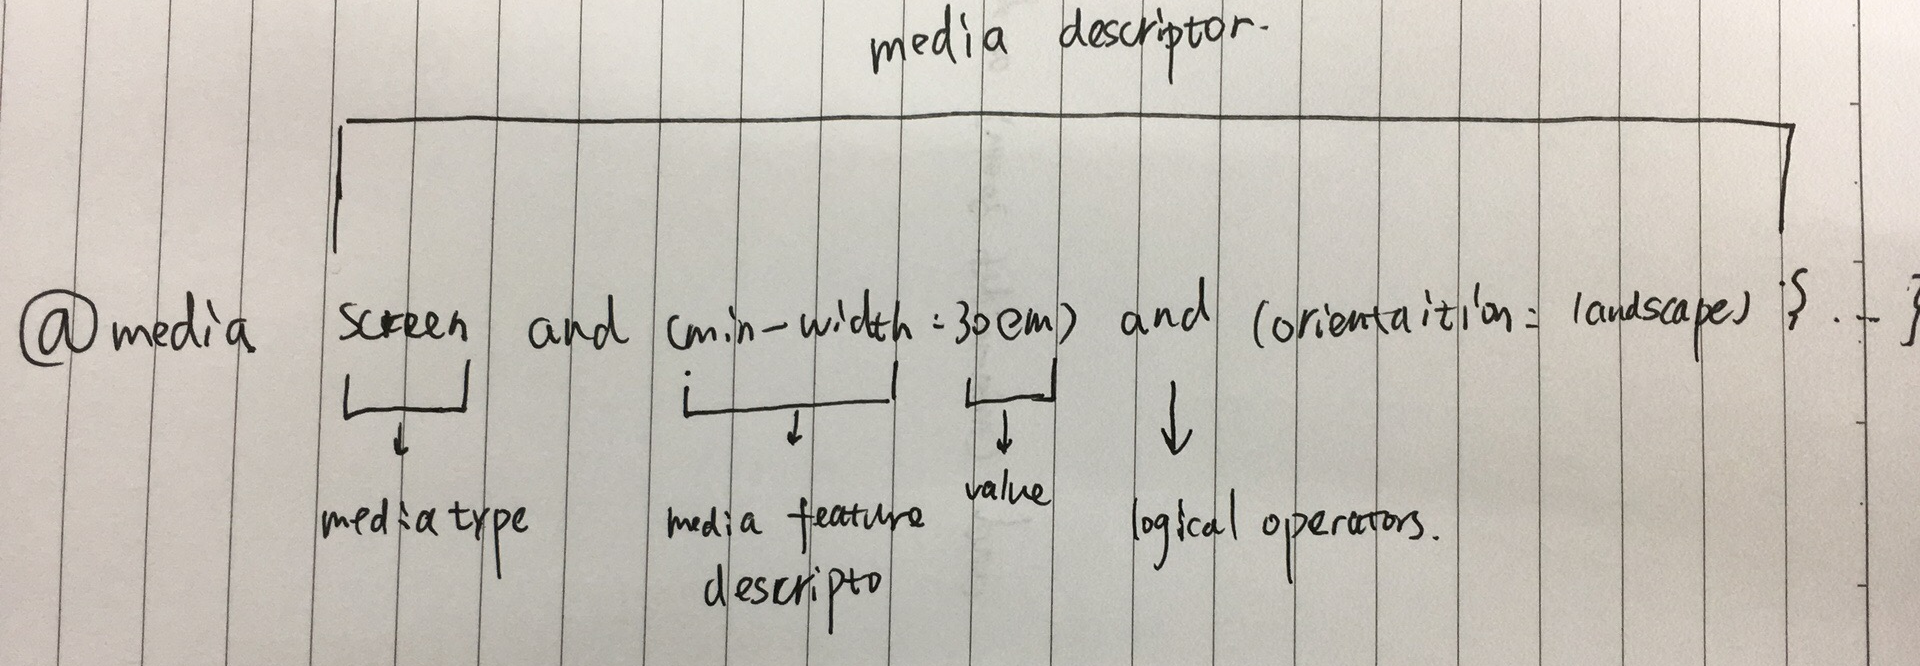 media descriptor.
@media screen and (min-width : 30em) and (orientaition : landscape) { . . . }
media type
media feature descripto
value
logical operators.